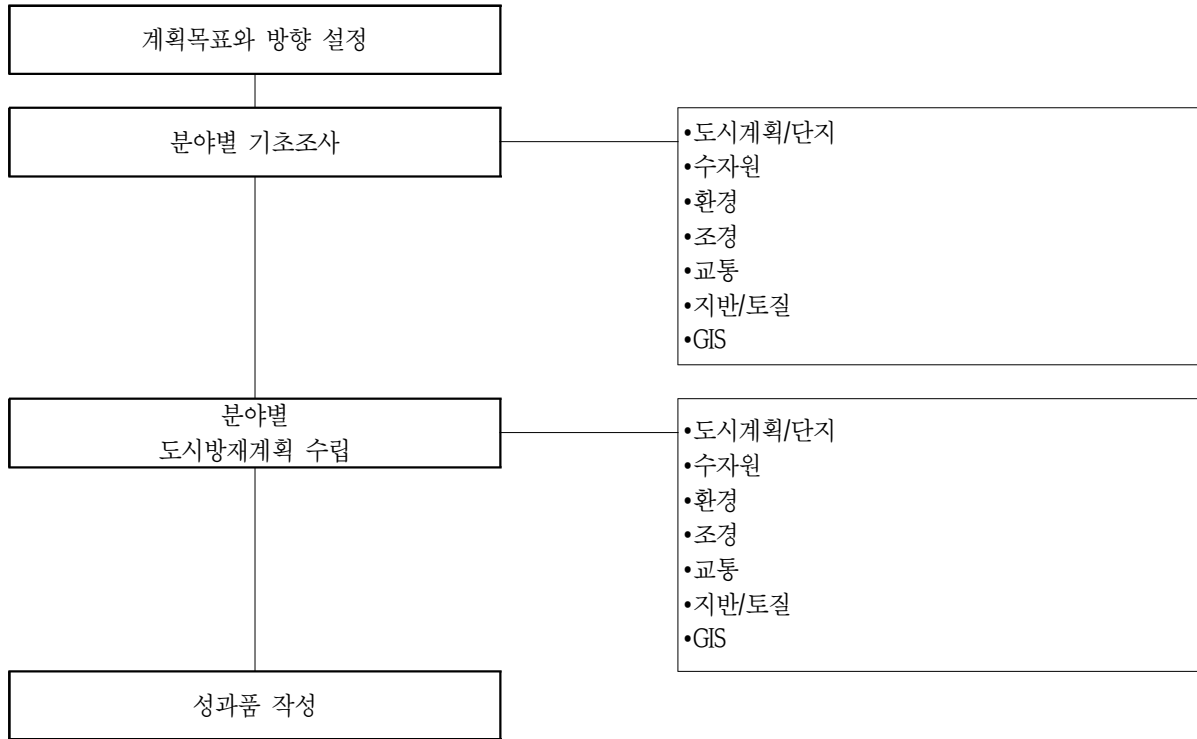 계획목표와 방향 설정
분야별 기초조사
•도시계획/단지
•수자원
•환경
•조경
•교통
•지반/토질
•GIS
분야별
도시방재계획 수립
•도시계획/단지
•수자원
•환경
•조경
•교통
•지반/토질
•GIS
성과품 작성